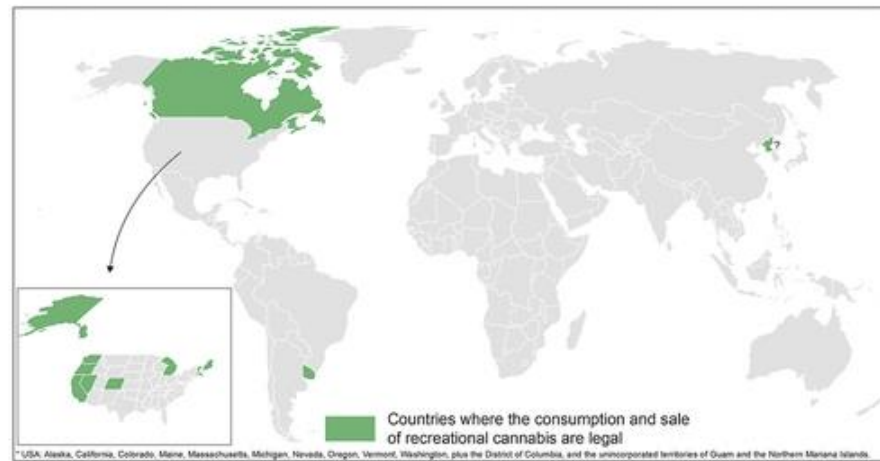 ?
Countries where the consumption and sale
of recreational cannabis are legal
* USA: Alaska, California, Colorado, Maine, Massachusetts, Michigan, Nevada, Oregon, Vermont, Washington, plus the District of Columbia, and the unincorporated territories of Guam and the Northern Mariana Islands.